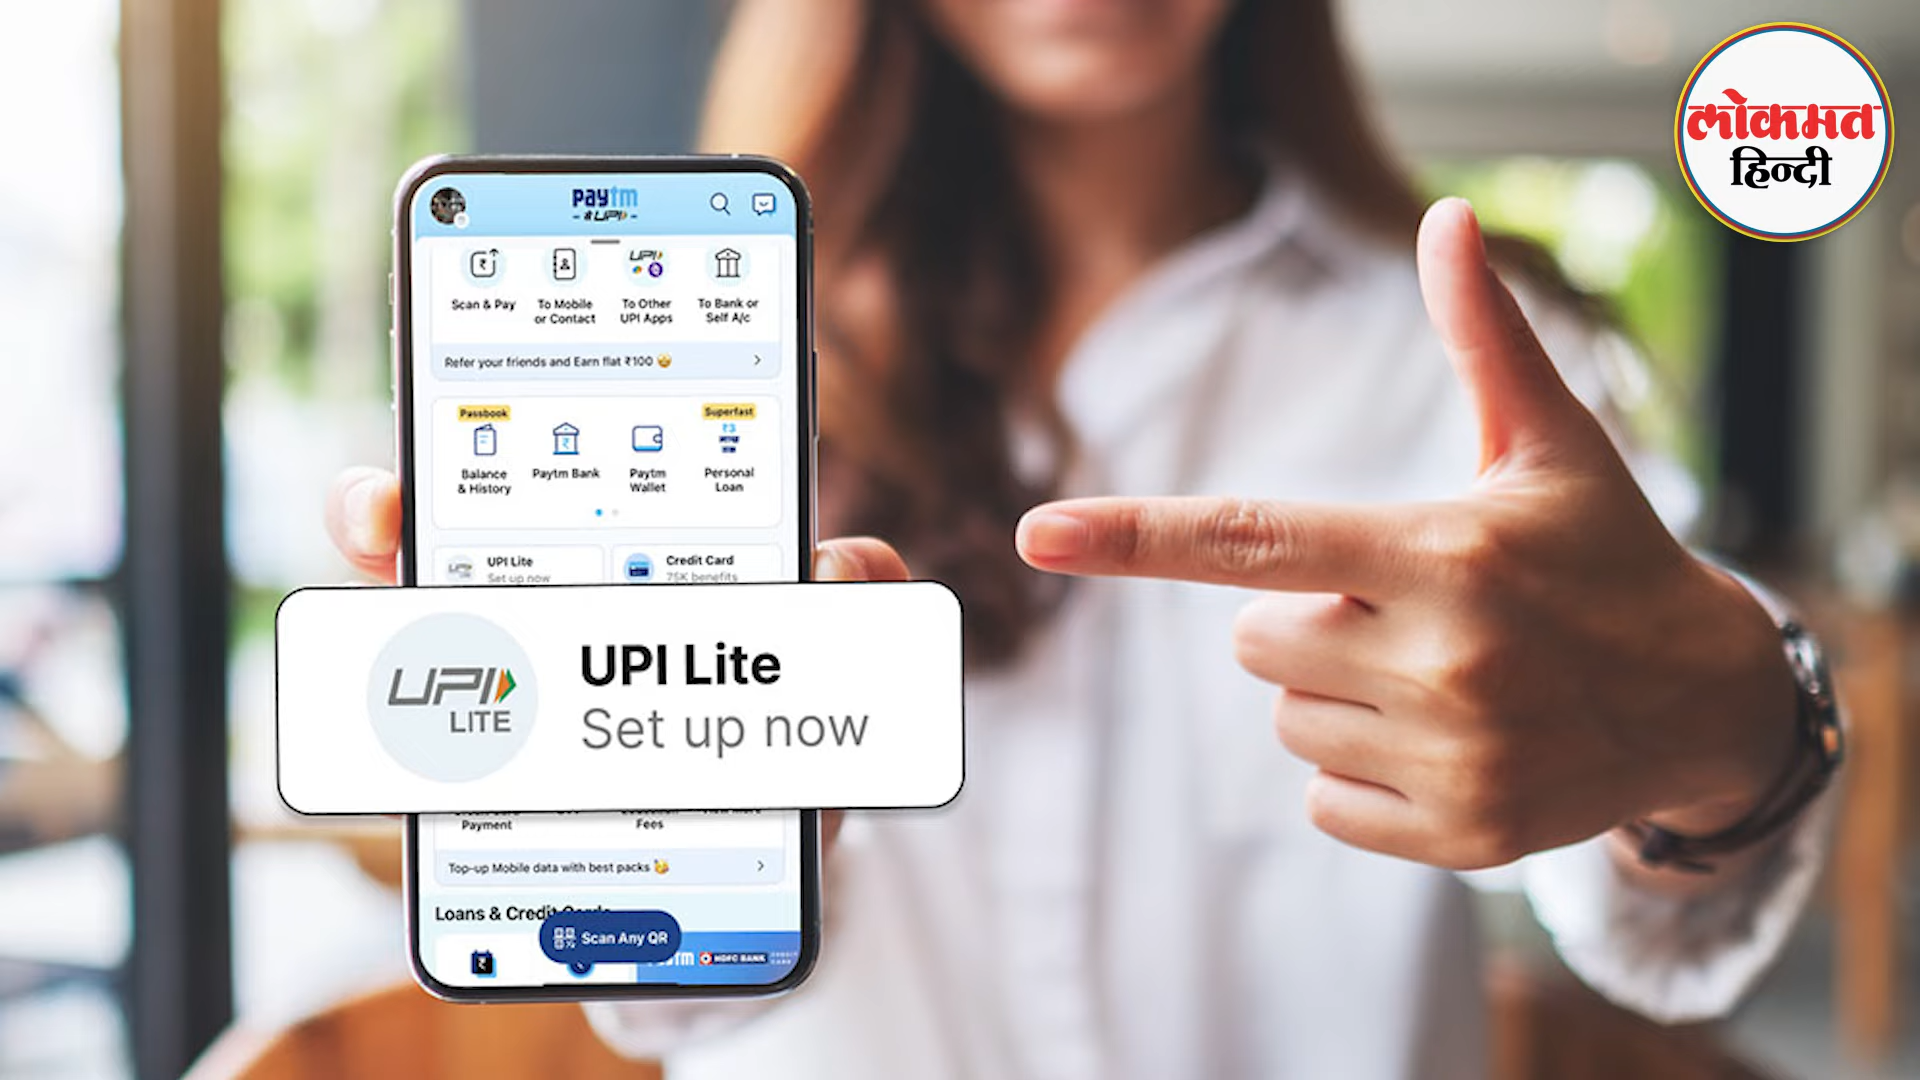 लोकमत
हिन्दी
paytm
UPI
Scan & Pay
To Mobile
or Contact
UPI
To Other
UPI Apps
To Bank or
Self A/c
Refer your friends and Earn flat ₹100 🤩
Passbook
Balance
& History
Paytm Bank
Paytm
Wallet
Superfast
₹3
Personal
Loan
UPI Lite
Set up now
Credit Card
75K benefits
UPI
LITE
UPI Lite
Set up now
Payment
Fees
Top-up Mobile data with best packs 🥳
Loans & Credit Cards
Scan Any QR
HDFC BANK